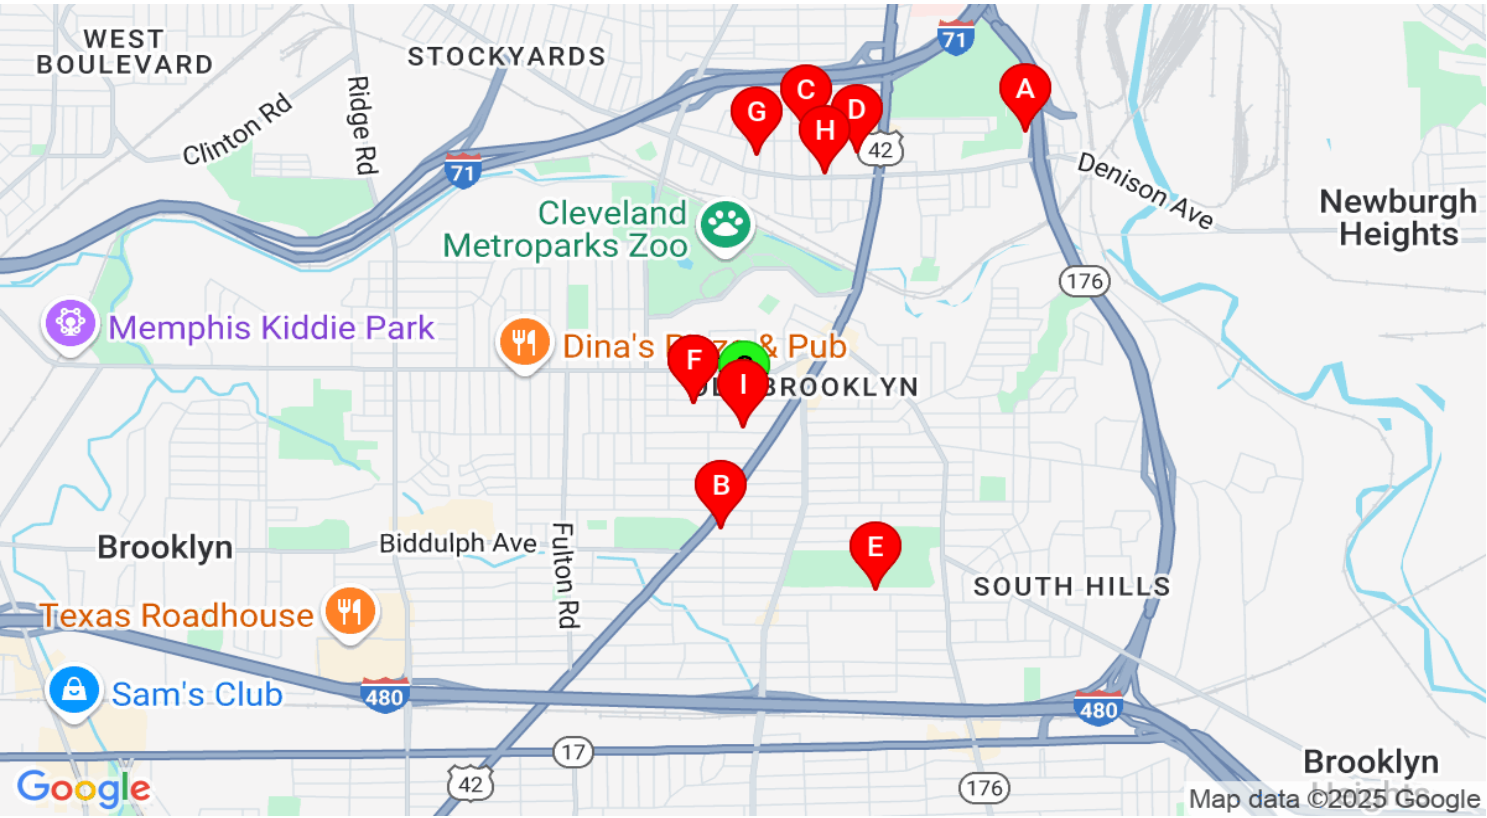 WEST
BOULEVARD
STOCKYARDS
71
Clinton Rd
Ridge Rd
G
C
H
D
A
42
71
Denison Ave
Newburgh
Heights
Cleveland
Metroparks Zoo
176
Memphis Kiddie Park
Dina's & Pub
F
I
BROOKLYN
B
Brooklyn
Biddulph Ave
Fulton Rd
E
SOUTH HILLS
Texas Roadhouse
Sam's Club
480
480
17
42
176
Brooklyn
Heights
Google
Map data ©2025 Google